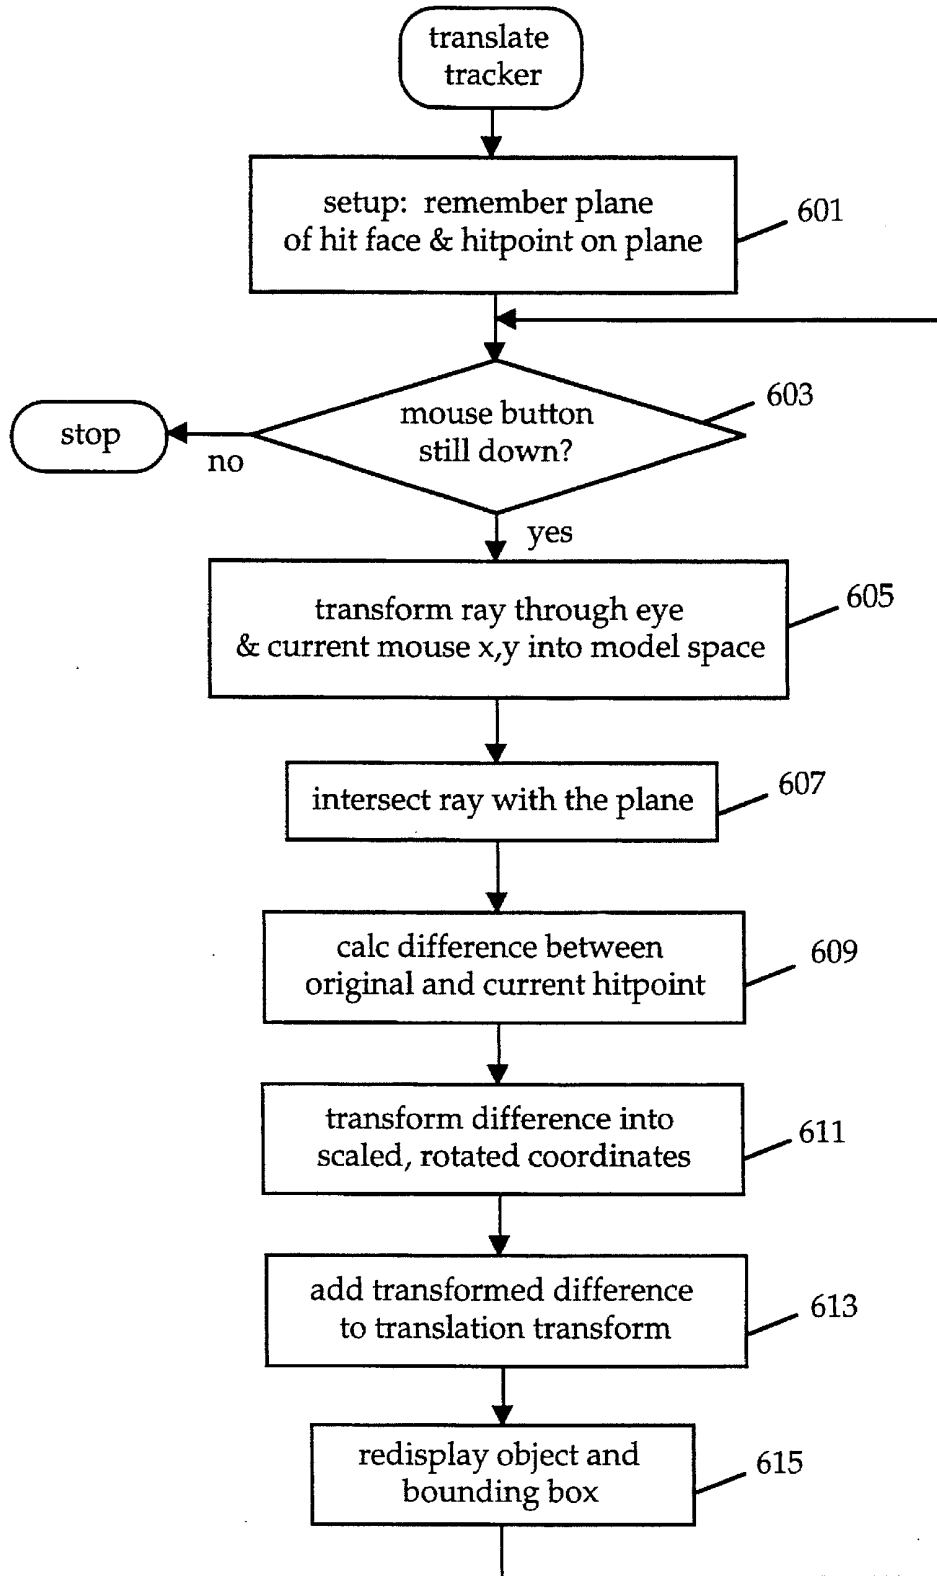 translate
tracker
setup: remember plane
of hit face & hitpoint on plane
601
mouse button
still down?
603
stop
no
yes
transform ray through eye
& current mouse x,y into model space
605
intersect ray with the plane
607
calc difference between
original and current hitpoint
609
transform difference into
scaled, rotated coordinates
611
add transformed difference
to translation transform
613
redisplay object and
bounding box
615